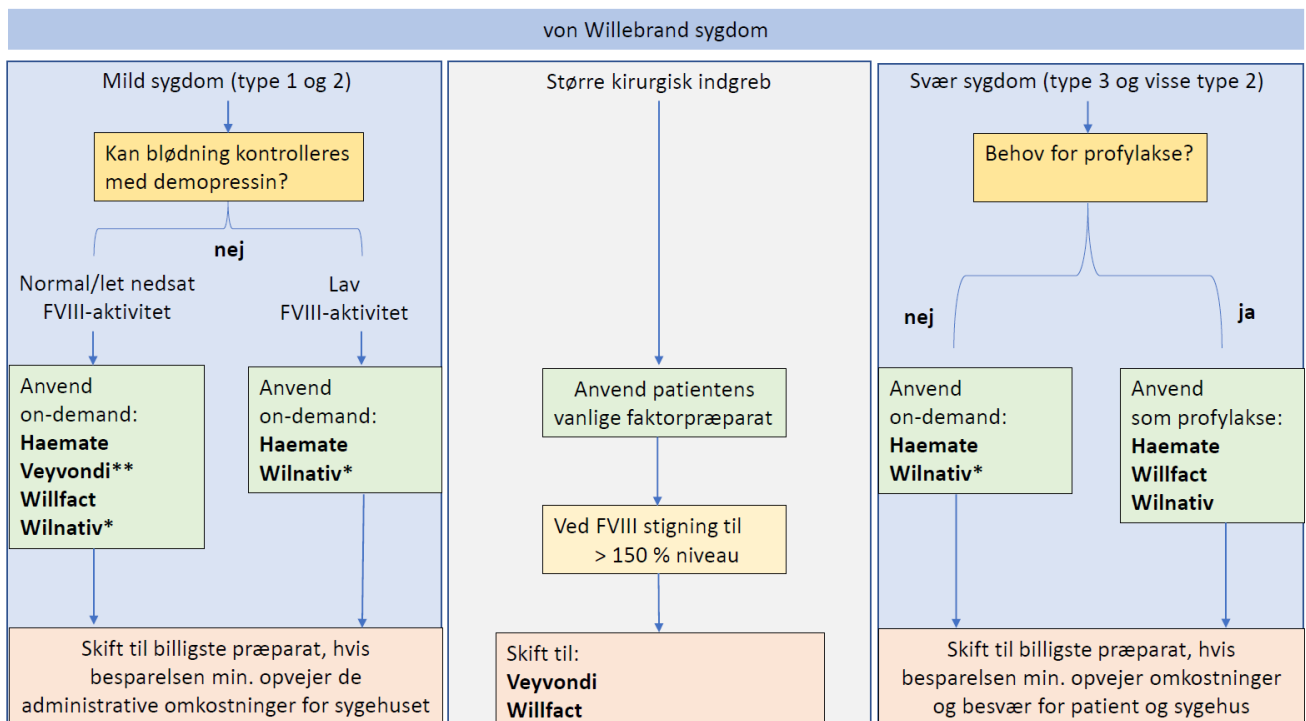 von Willebrand sygdom
Mild sygdom (type 1 og 2)
Kan blødning kontrolleres
med demopressin?
nej
Normal/let nedsat
FVIII-aktivitet
Lav
FVIII-aktivitet
Anvend
on-demand:
Haemate
Veyvondi**
Willfact
Wilnativ*
Anvend
on-demand:
Haemate
Wilnativ*
Skift til billigste præparat, hvis
besparelsen min. opvejer de
administrative omkostninger for sygehuset
Større kirurgisk indgreb
Anvend patientens
vanlige faktorpræparat
Ved FVIII stigning til
> 150 % niveau
Skift til:
Veyvondi
Willfact
Svær sygdom (type 3 og visse type 2)
Behov for profylakse?
nej
ja
Anvend
on-demand:
Haemate
Wilnativ*
Anvend
som profylakse:
Haemate
Willfact
Wilnativ
Skift til billigste præparat, hvis
besparelsen min. opvejer omkostninger
og besvær for patient og sygehus